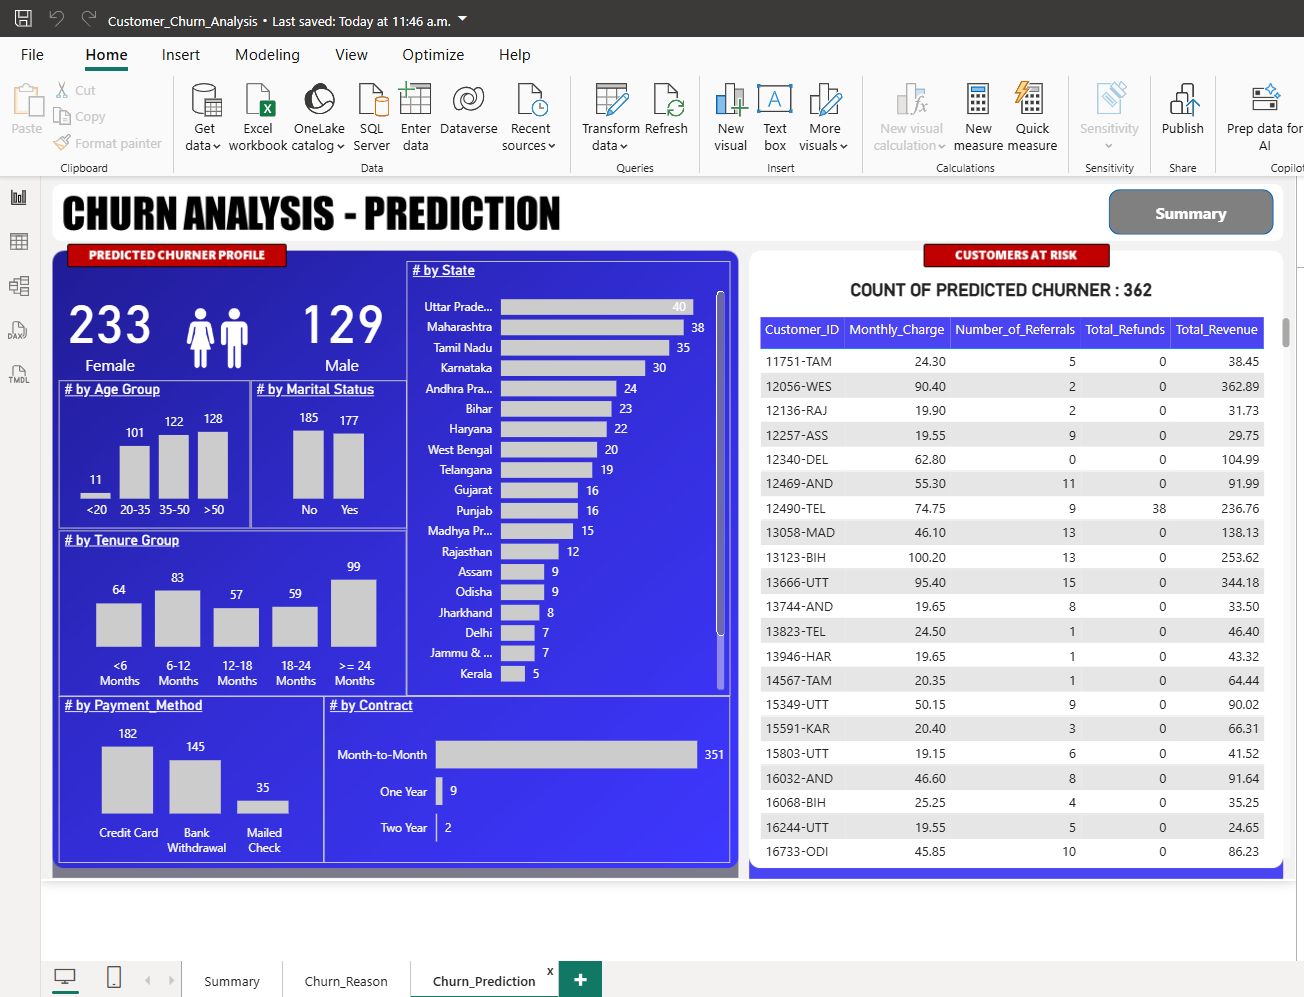 Customer_Churn_Analysis • Last saved: Today at 11:46 a.m.
File Home Insert Modeling View Optimize Help
Paste
Cut
Copy
Format painter
Clipboard
Get data
Excel workbook
OneLake catalog
SQL Server
Enter data
Dataverse
Recent sources
Data
Transform data
Refresh
Queries
New visual
Text box
More visuals
Insert
New visual calculation
New measure
Quick measure
Calculations
Sensitivity
Sensitivity
Publish
Share
Prep data for AI
Copilot
DAX
TMDL
CHURN ANALYSIS - PREDICTION
Summary
PREDICTED CHURNER PROFILE
233
Female
129
Male
# by Age Group
11 101 122 128
<20 20-35 35-50 >50
# by Marital Status
185 177
No Yes
# by Tenure Group
64 83 57 59 99
<6 Months
6-12 Months
12-18 Months
18-24 Months
>= 24 Months
# by Payment_Method
182 145 35
Credit Card
Bank Withdrawal
Mailed Check
# by State
Uttar Prade... 40
Maharashtra 38
Tamil Nadu 35
Karnataka 30
Andhra Pra... 24
Bihar 23
Haryana 22
West Bengal 20
Telangana 19
Gujarat 16
Punjab 16
Madhya Pr... 15
Rajasthan 12
Assam 9
Odisha 9
Jharkhand 8
Delhi 7
Jammu & ... 7
Kerala 5
# by Contract
Month-to-Month 351
One Year 9
Two Year 2
CUSTOMERS AT RISK
COUNT OF PREDICTED CHURNER : 362
Customer_ID Monthly_Charge Number_of_Referrals Total_Refunds Total_Revenue
11751-TAM 24.30 5 0 38.45
12056-WES 90.40 2 0 362.89
12136-RAJ 19.90 2 0 31.73
12257-ASS 19.55 9 0 29.75
12340-DEL 62.80 0 0 104.99
12469-AND 55.30 11 0 91.99
12490-TEL 74.75 9 38 236.76
13058-MAD 46.10 13 0 138.13
13123-BIH 100.20 13 0 253.62
13666-UTT 95.40 15 0 344.18
13744-AND 19.65 8 0 33.50
13823-TEL 24.50 1 0 46.40
13946-HAR 19.65 1 0 43.32
14567-TAM 20.35 1 0 64.44
15349-UTT 50.15 9 0 90.02
15591-KAR 20.40 3 0 66.31
15803-UTT 19.15 6 0 41.52
16032-AND 46.60 8 0 91.64
16068-BIH 25.25 4 0 35.25
16244-UTT 19.55 5 0 24.65
16733-ODI 45.85 10 0 86.23
Summary Churn_Reason Churn_Prediction x +